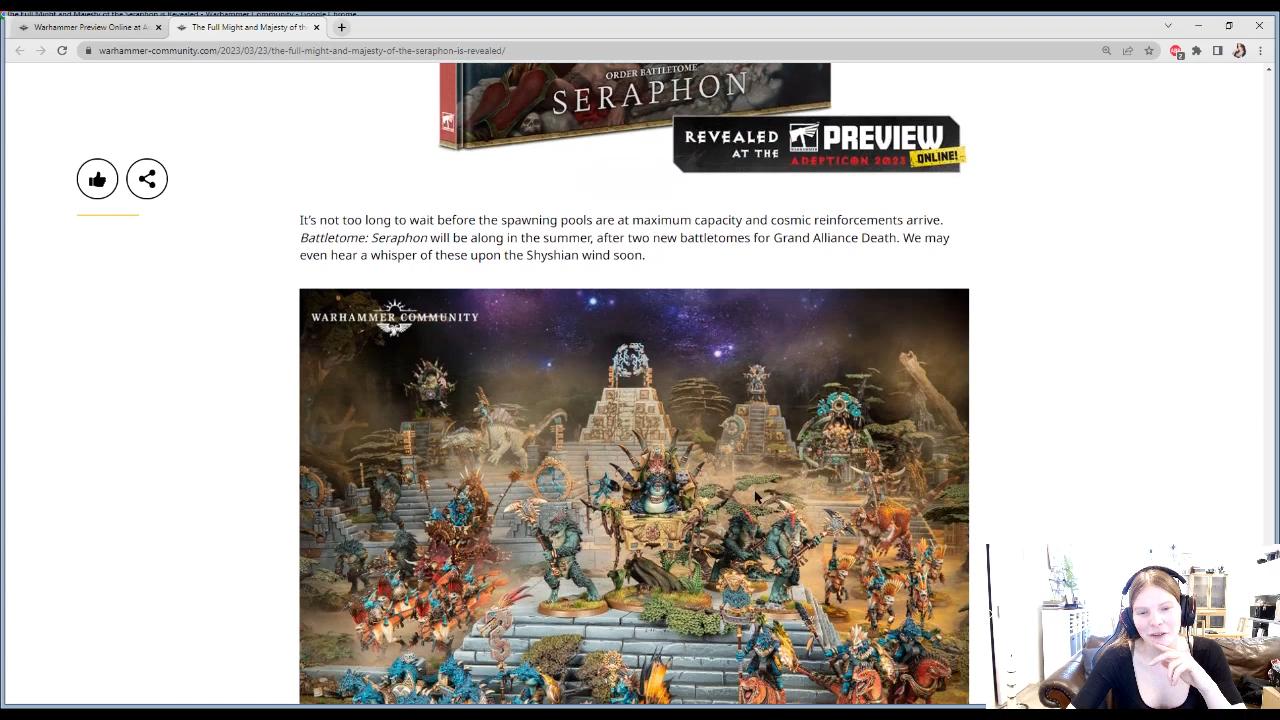 The Full Might and Majesty of the Seraphon is Revealed - Warhammer Community - Google Chrome
Warhammer Preview Online at A
The Full Might and Majesty of th
warhammer-community.com/2023/03/23/the-full-might-and-majesty-of-the-seraphon-is-revealed/
2
ORDER BATTLETOME
SERAPHON
REVEALED
AT THE
PREVIEW
ADEPTICON 2023
ONLINE!
It's not too long to wait before the spawning pools are at maximum capacity and cosmic reinforcements arrive.
Battletome: Seraphon will be along in the summer, after two new battletomes for Grand Alliance Death. We may
even hear a whisper of these upon the Shyshian wind soon.
WARHAMMER COMMUNITY